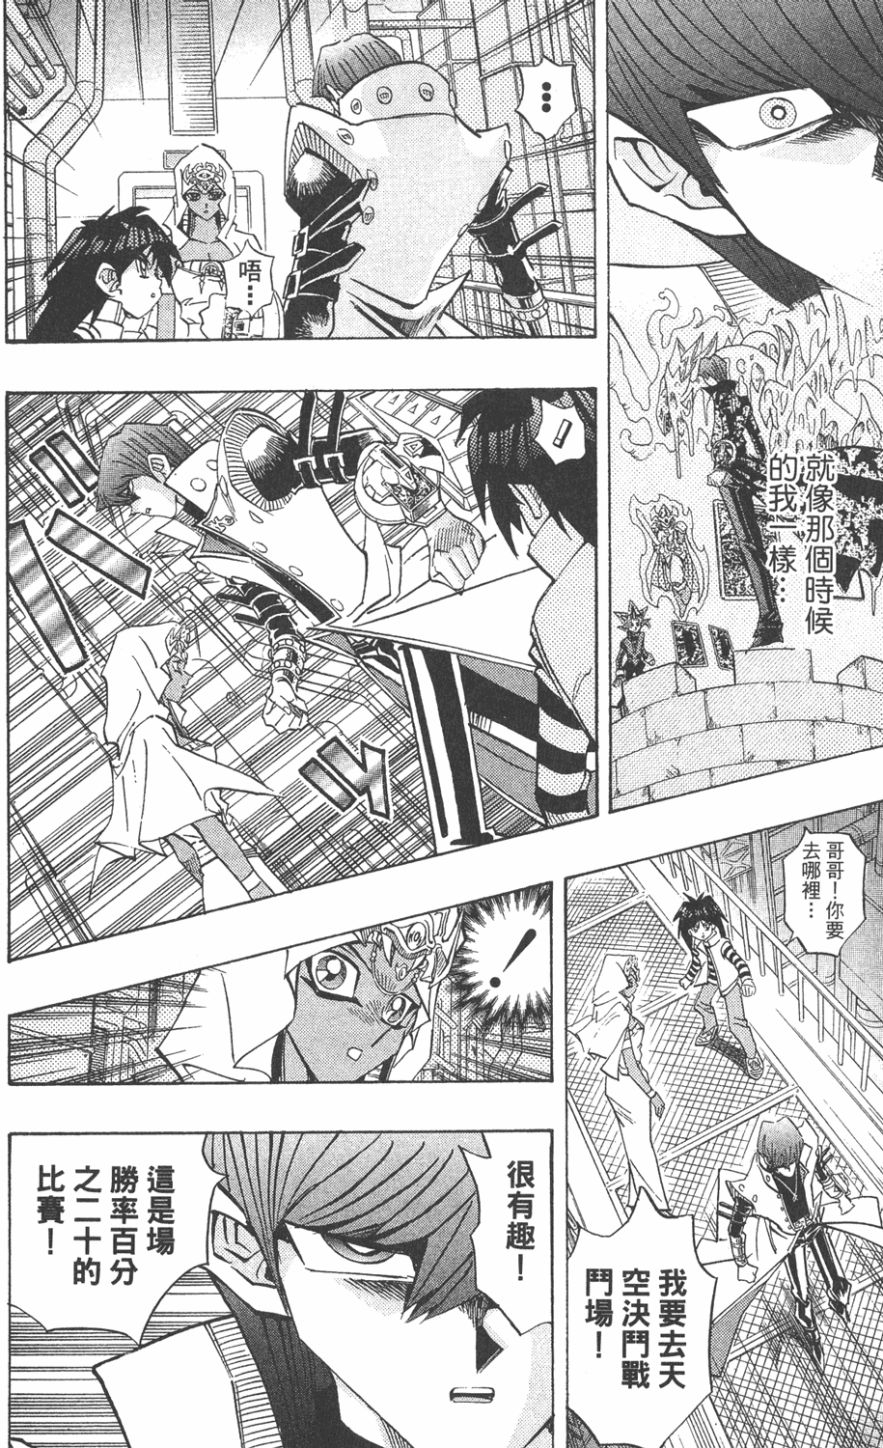 就像那個時候
的我一樣…
…
唔…
！
ルル
哥哥！你要
去哪裡…
我要去天
空決鬥戰
鬥場！
！
很有趣！
這是場
勝率百分
之二十的
比賽！